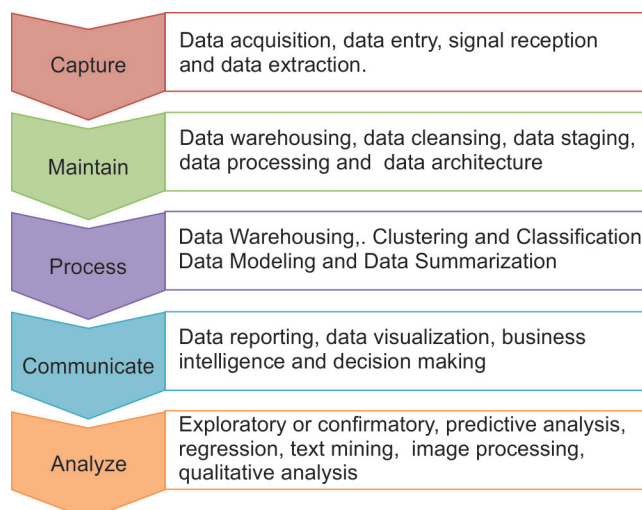 Capture
Data acquisition, data entry, signal reception
and data extraction.
Maintain
Data warehousing, data cleansing, data staging,
data processing and data architecture
Process
Data Warehousing,. Clustering and Classification
Data Modeling and Data Summarization
Communicate
Data reporting, data visualization, business
intelligence and decision making
Analyze
Exploratory or confirmatory, predictive analysis,
regression, text mining, image processing,
qualitative analysis